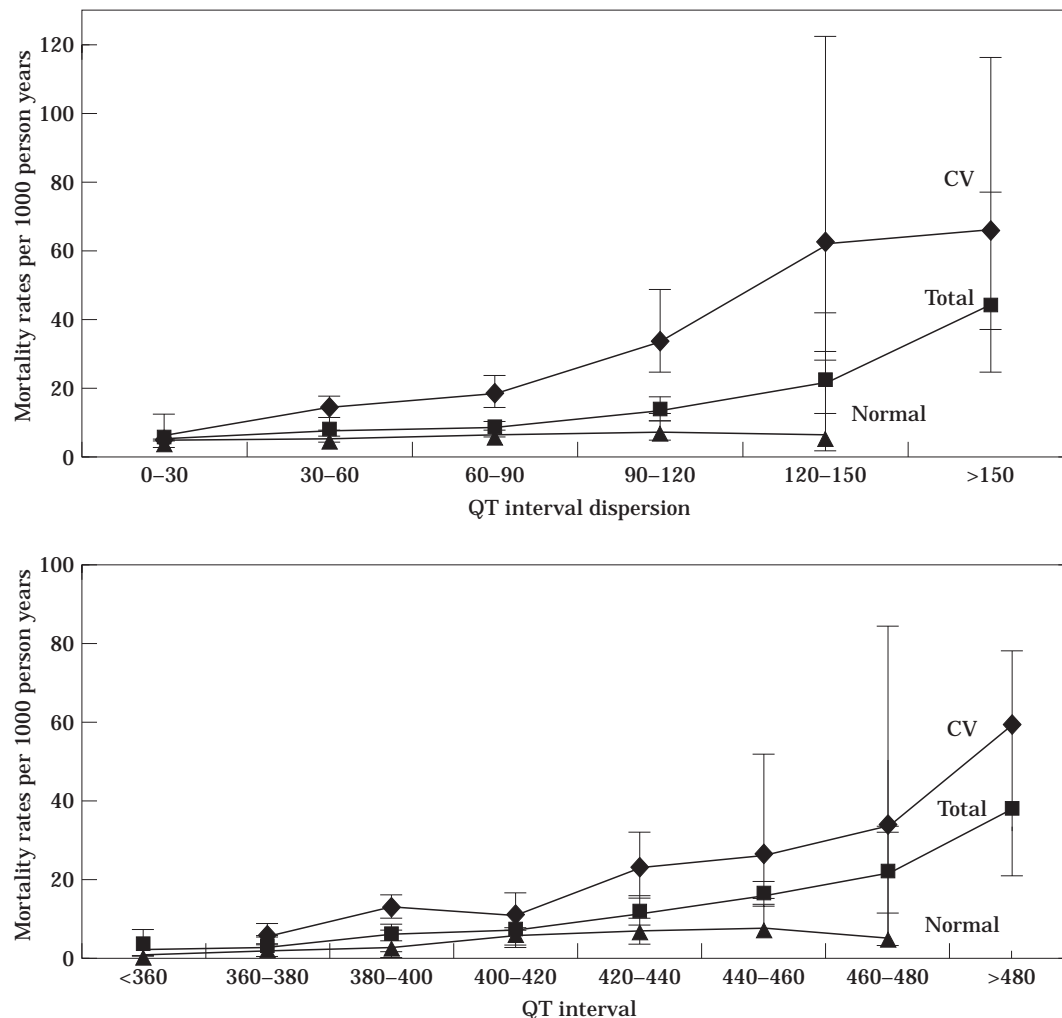 Mortality rates per 1000 person years
120
100
80
60
40
20
0
CV
Total
Normal
0–30 30–60 60–90 90–120 120–150 >150
QT interval dispersion
Mortality rates per 1000 person years
100
80
60
40
20
0
CV
Total
Normal
<360 360–380 380–400 400–420 420–440 440–460 460–480 >480
QT interval